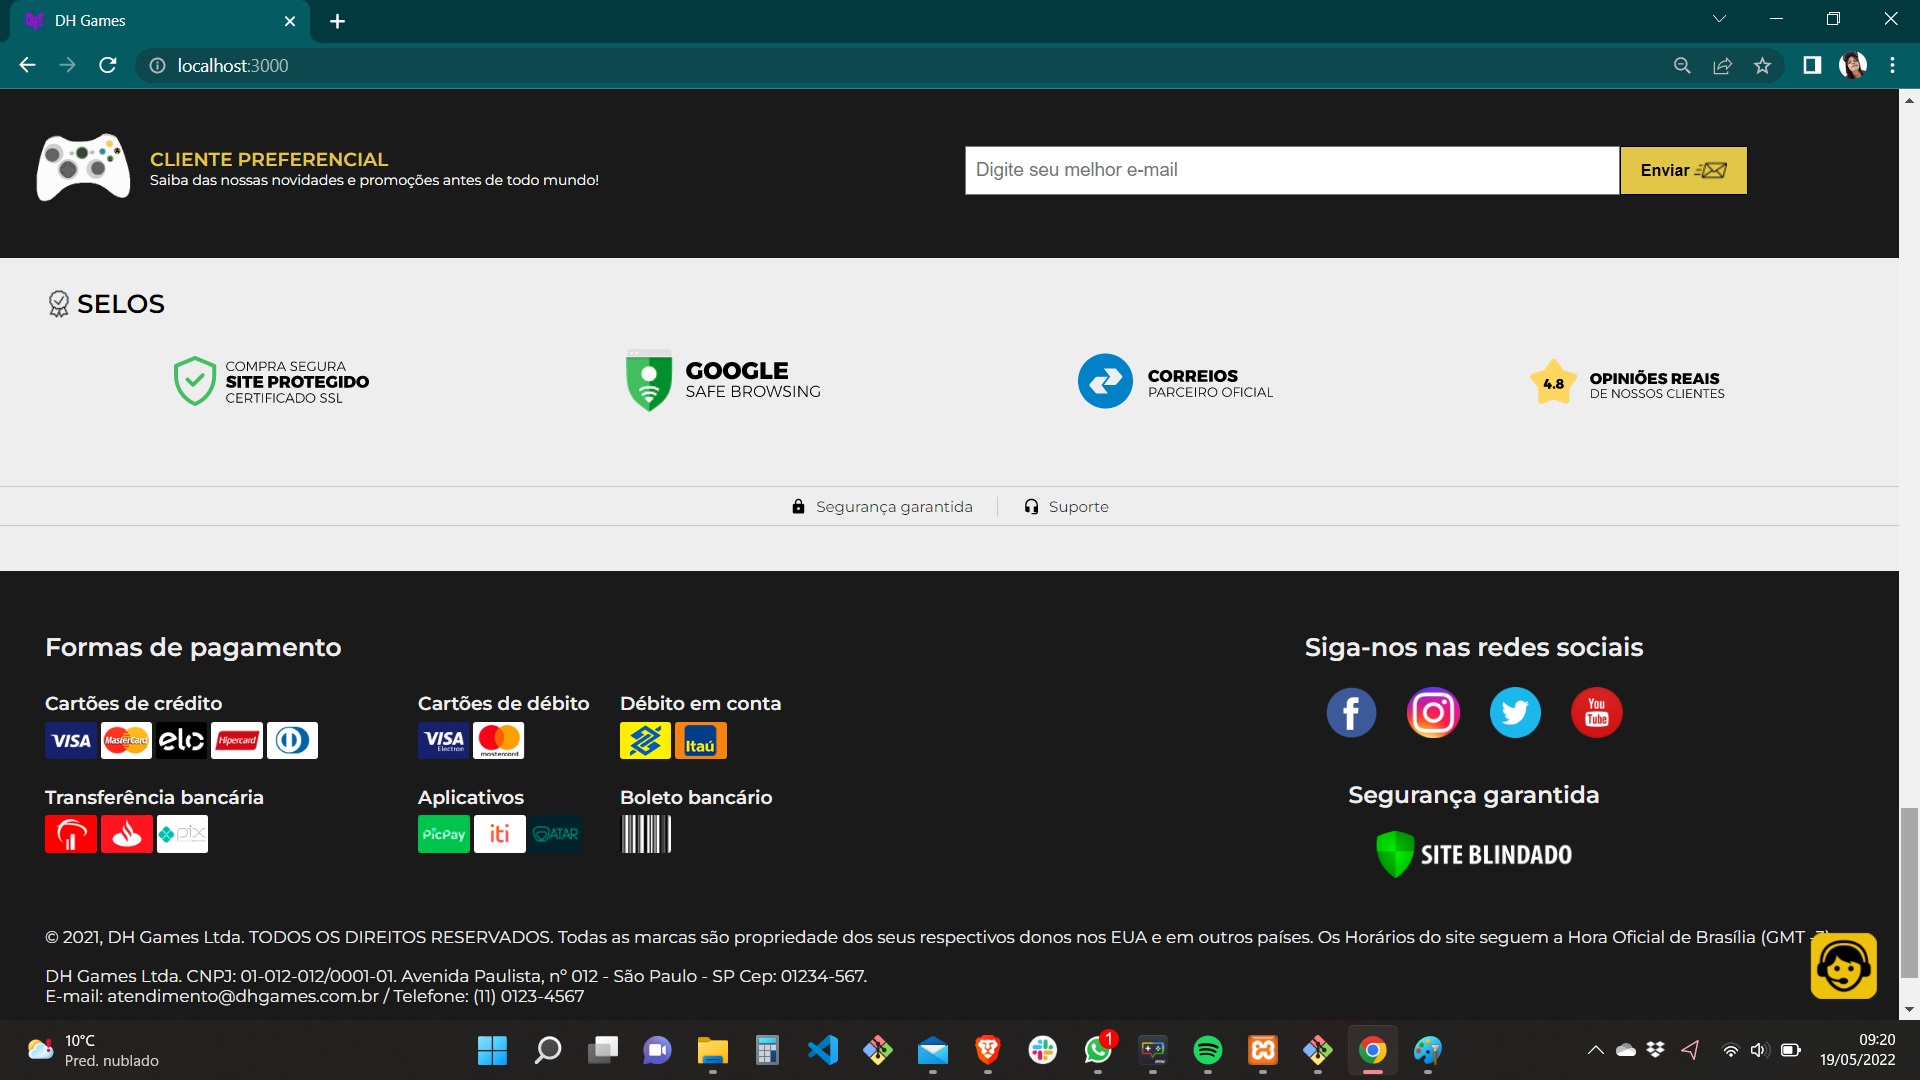 DH Games
localhost:3000
CLIENTE PREFERENCIAL
Saiba das nossas novidades e promoções antes de todo mundo!
Digite seu melhor e-mail
Enviar
SELOS
COMPRA SEGURA
SITE PROTEGIDO
CERTIFICADO SSL
GOOGLE
SAFE BROWSING
CORREIOS
PARCEIRO OFICIAL
4.8
OPINIÕES REAIS
DE NOSSOS CLIENTES
Segurança garantida
Suporte
Formas de pagamento
Siga-nos nas redes sociais
Cartões de crédito
Cartões de débito
Débito em conta
VISA
MasterCard
elo
Hipercard
VISA
Electron
mastercard
Itaú
You
Tube
Transferência bancária
Aplicativos
Boleto bancário
Segurança garantida
pix
PicPay
iti
QATAR
SITE BLINDADO
© 2021, DH Games Ltda. TODOS OS DIREITOS RESERVADOS. Todas as marcas são propriedade dos seus respectivos donos nos EUA e em outros países. Os Horários do site seguem a Hora Oficial de Brasília (GMT -3)
DH Games Ltda. CNPJ: 01-012-012/0001-01. Avenida Paulista, nº 012 - São Paulo - SP Cep: 01234-567.
E-mail: atendimento@dhgames.com.br / Telefone: (11) 0123-4567
10°C
Pred. nublado
1
09:20
19/05/2022